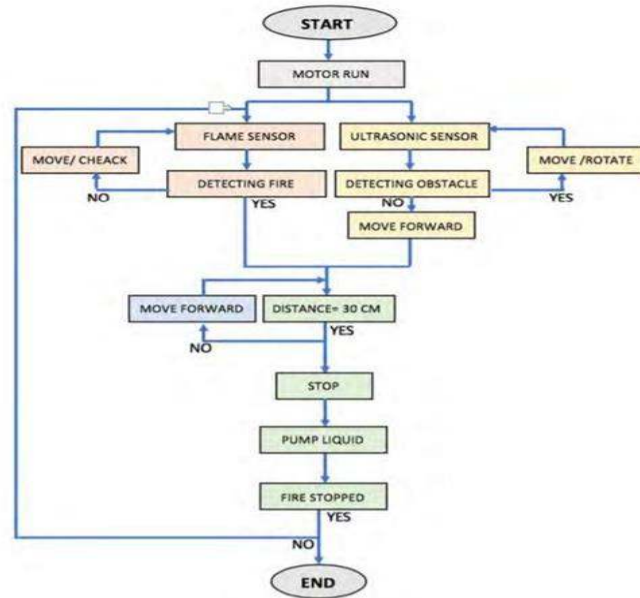 START
MOTOR RUN
FLAME SENSOR
ULTRASONIC SENSOR
MOVE/ CHEACK
MOVE /ROTATE
DETECTING FIRE
DETECTING OBSTACLE
NO
YES
NO
YES
MOVE FORWARD
MOVE FORWARD
DISTANCE= 30 CM
YES
NO
STOP
PUMP LIQUID
FIRE STOPPED
YES
NO
END